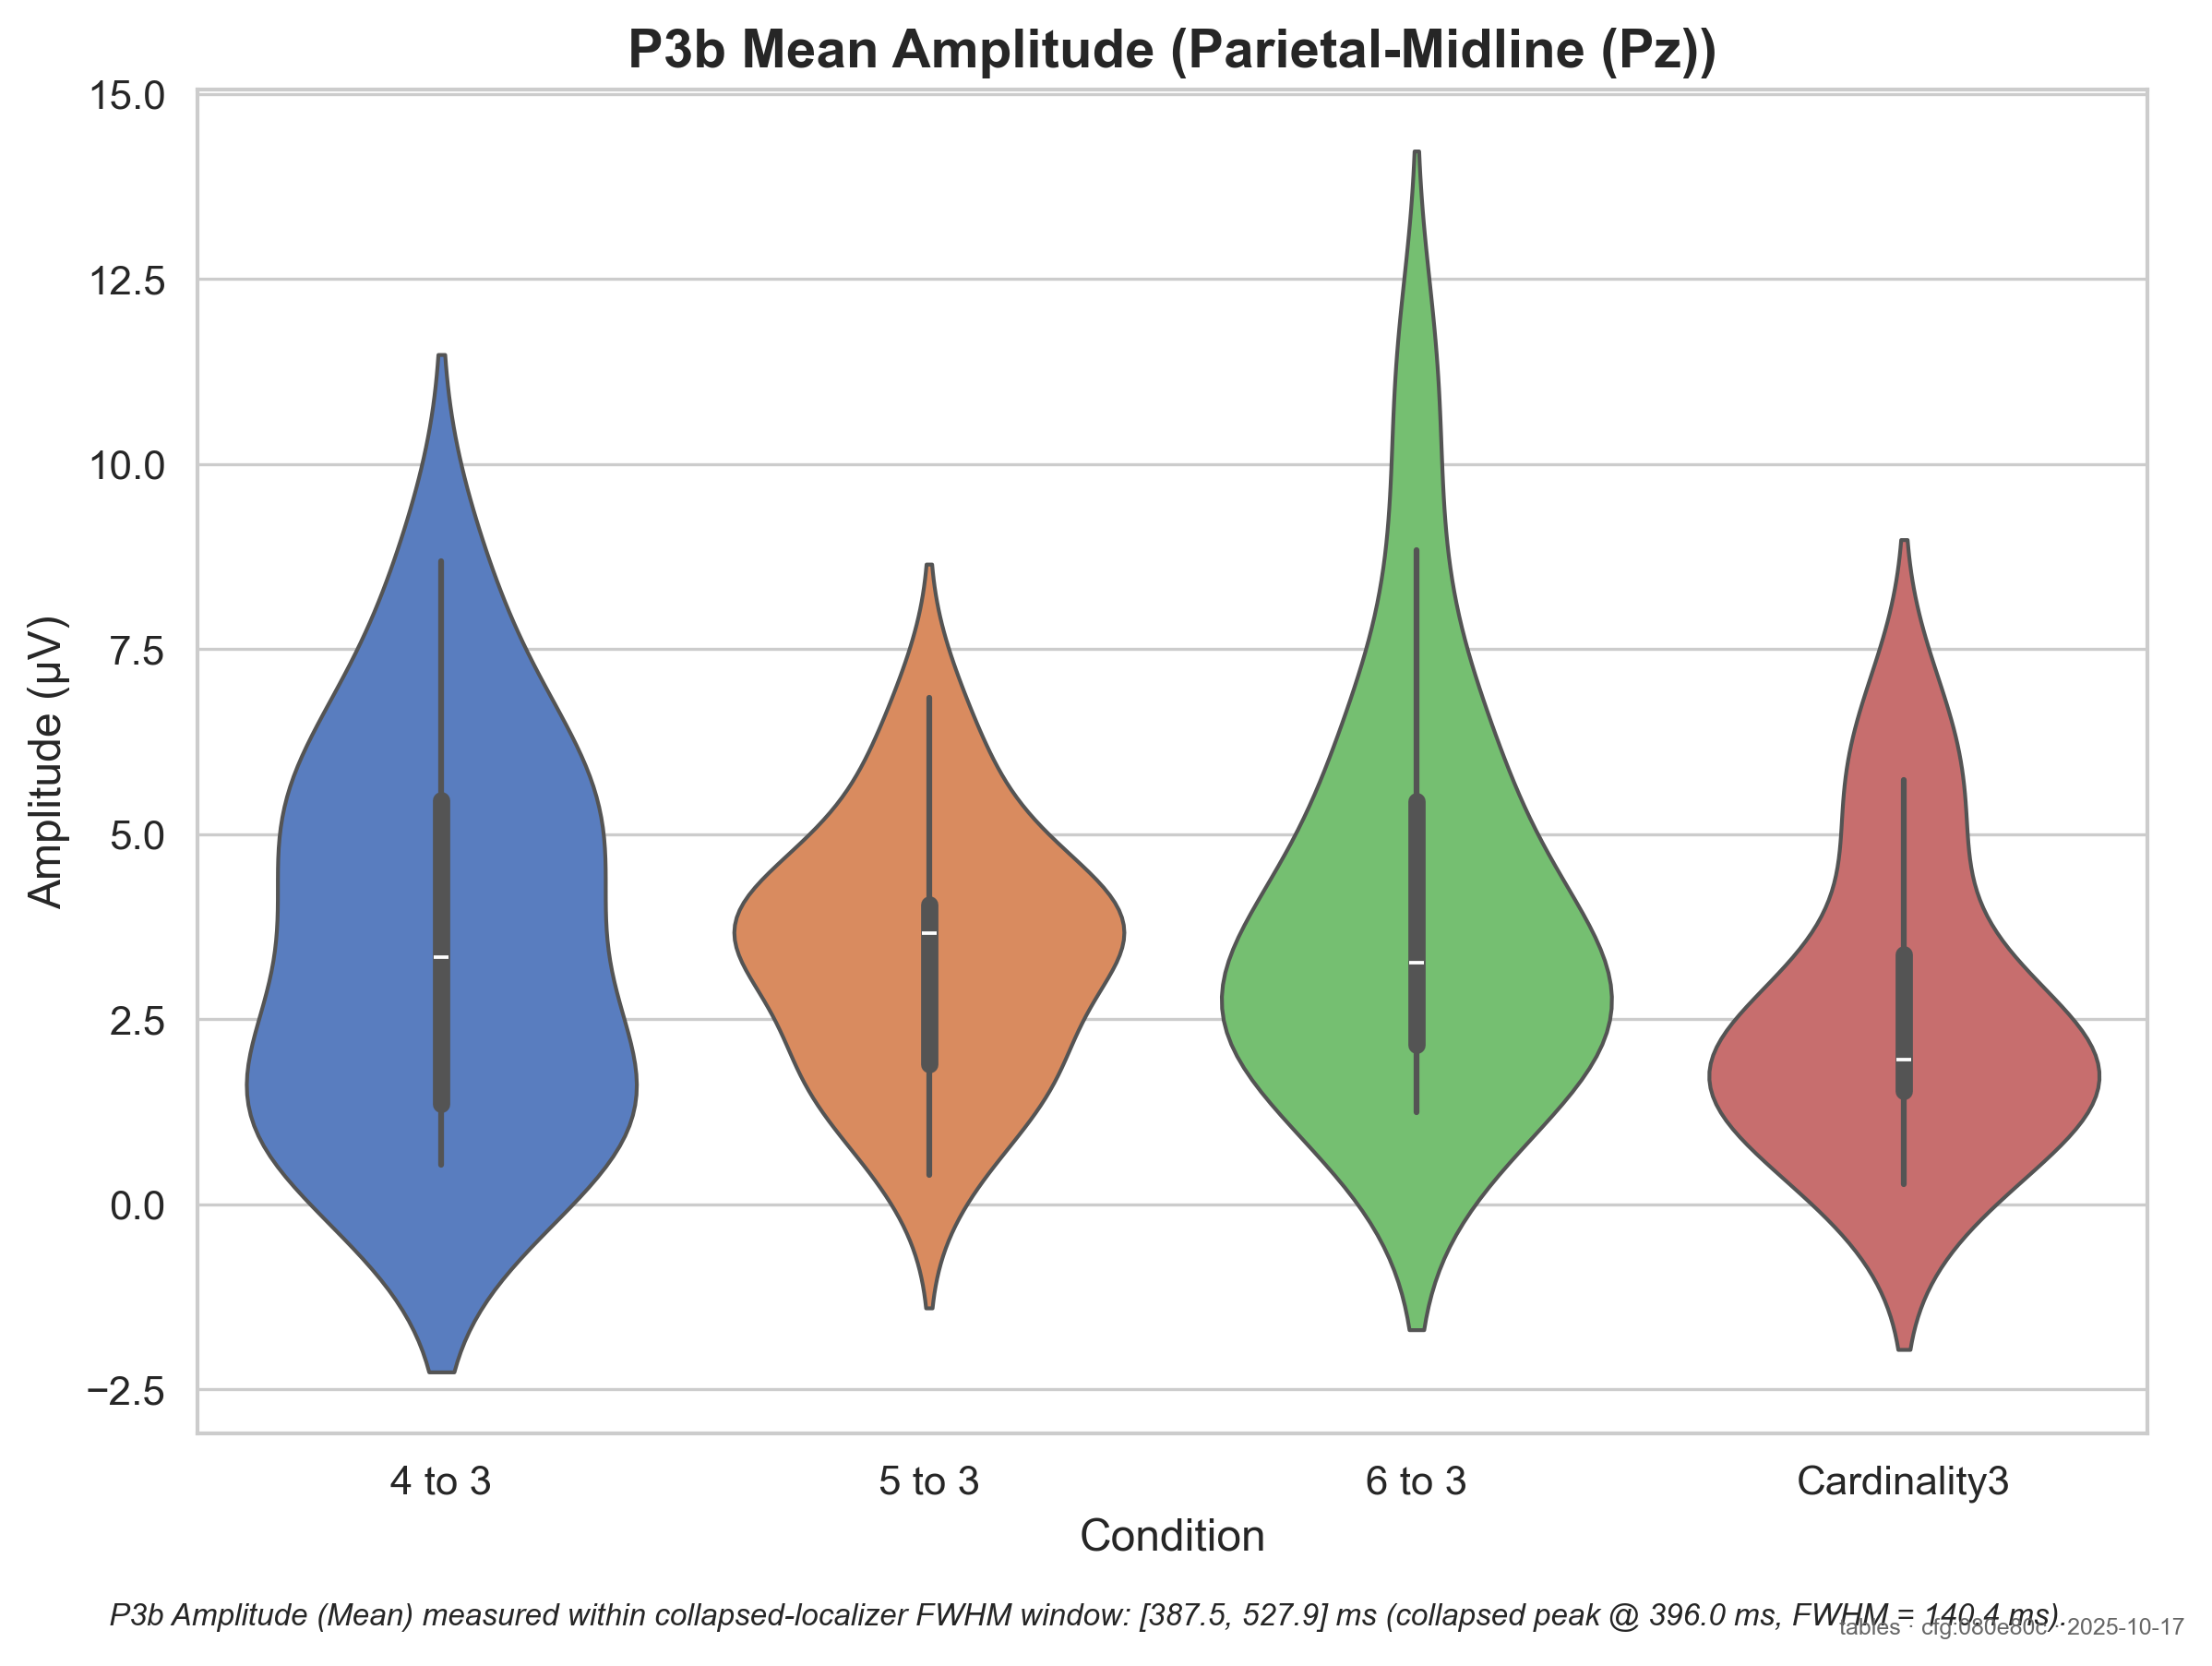 P3b Mean Amplitude (Parietal-Midline (Pz))
15.0
12.5
10.0
7.5
5.0
2.5
0.0
−2.5
Amplitude (μV)
4 to 3
5 to 3
6 to 3
Cardinality3
Condition
P3b Amplitude (Mean) measured within collapsed-localizer FWHM window: [387.5, 527.9] ms (collapsed peak @ 396.0 ms, FWHM = 140.4 ms).
tables · cfg:080e80c · 2025-10-17